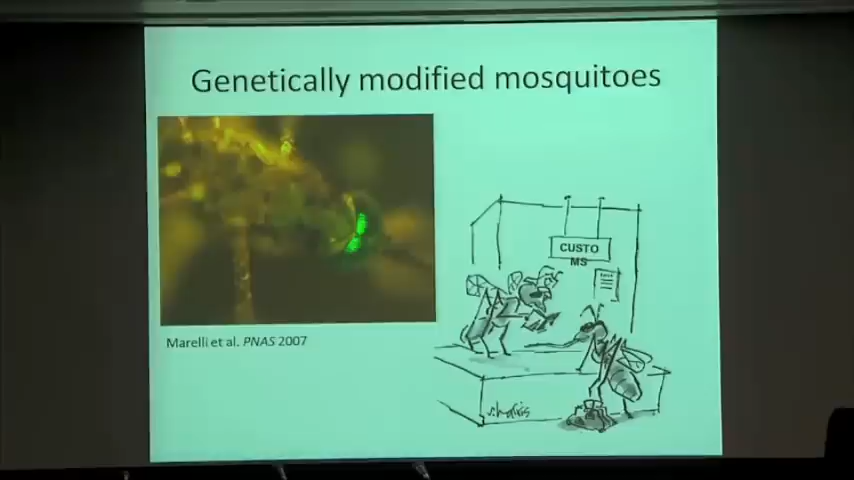 Genetically modified mosquitoes
CUSTO
MS
Marelli et al. PNAS 2007